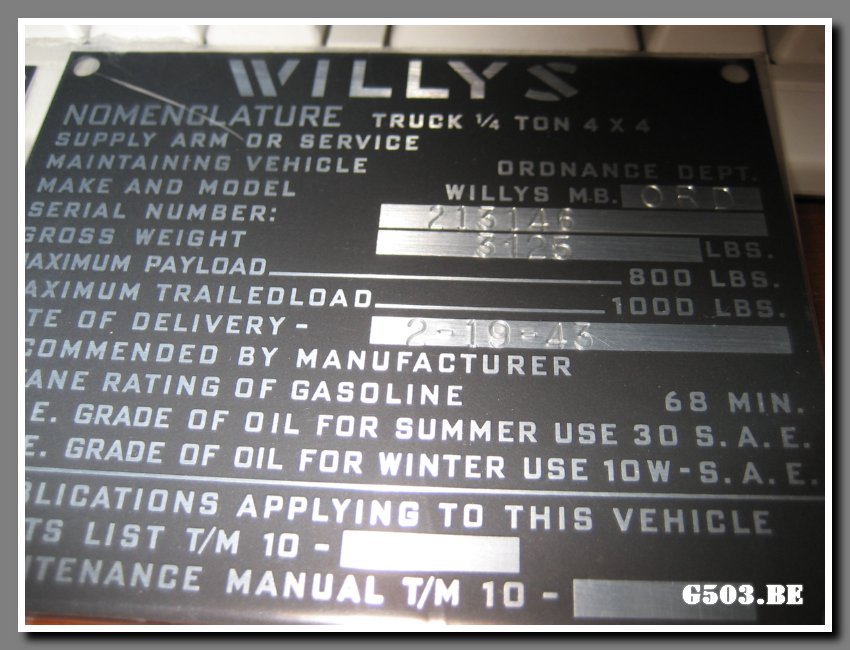 WILLYS
NOMENCLATURE TRUCK 1/4 TON 4 X 4
SUPPLY ARM OR SERVICE
MAINTAINING VEHICLE ORDNANCE DEPT.
MAKE AND MODEL WILLYS M.B. ORD
SERIAL NUMBER: 213146
GROSS WEIGHT 3125 LBS.
AXIMUM PAYLOAD 800 LBS.
AXIMUM TRAILEDLOAD 1000 LBS.
TE OF DELIVERY - 2-19-43
COMMENDED BY MANUFACTURER
TANE RATING OF GASOLINE 68 MIN.
E. GRADE OF OIL FOR SUMMER USE 30 S.A.E.
E. GRADE OF OIL FOR WINTER USE 10W-S.A.E.
BLICATIONS APPLYING TO THIS VEHICLE
TS LIST T/M 10 -
NTENANCE MANUAL T/M 10 -
G503.BE